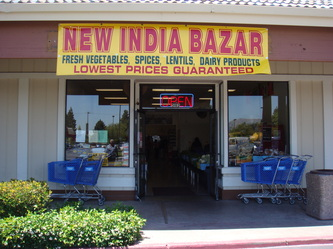 NEW INDIA BAZAR
FRESH VEGETABLES, SPICES, LENTILS, DAIRY PRODUCTS
LOWEST PRICES GUARANTEED
OPEN